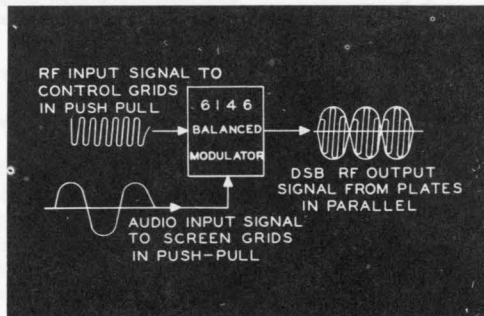 RF INPUT SIGNAL TO
CONTROL GRIDS
IN PUSH PULL
6146
BALANCED
MODULATOR
DSB RF OUTPUT
SIGNAL FROM PLATES
IN PARALLEL
AUDIO INPUT SIGNAL
TO SCREEN GRIDS
IN PUSH-PULL